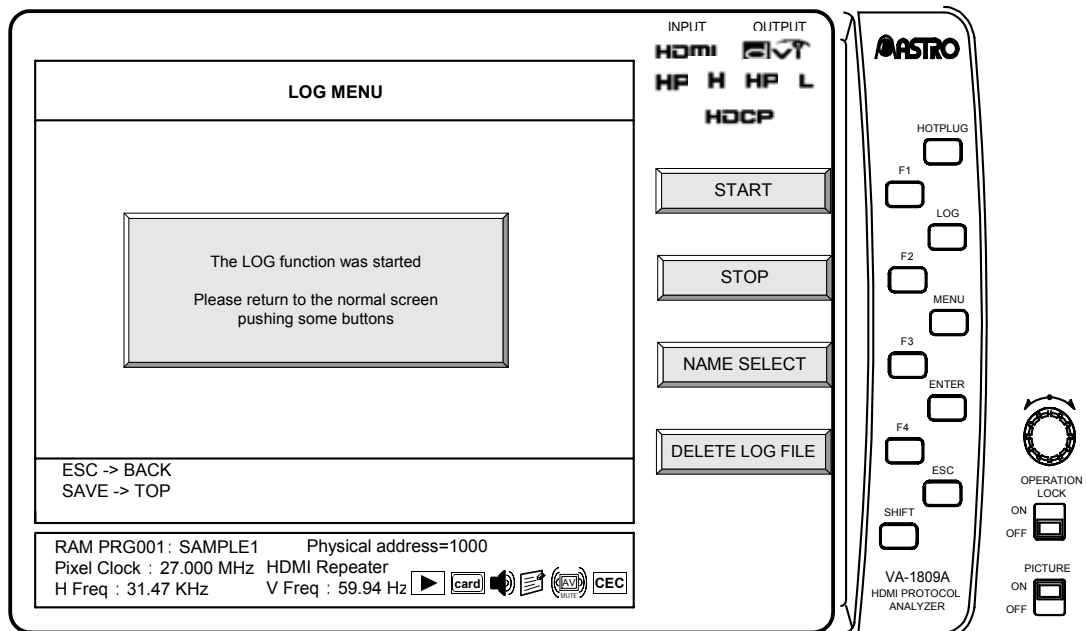 INPUT OUTPUT
HDMI
HP H HP L
HDCP
LOG MENU
The LOG function was started
Please return to the normal screen
pushing some buttons
ESC -> BACK
SAVE -> TOP
START
STOP
NAME SELECT
DELETE LOG FILE
RAM PRG001: SAMPLE1 Physical address=1000
Pixel Clock : 27.000 MHz HDMI Repeater
H Freq : 31.47 KHz V Freq : 59.94 Hz
card
AV
MUTE
CEC
ASTRO
HOTPLUG
F1
LOG
F2
MENU
F3
ENTER
F4
ESC
SHIFT
VA-1809A
HDMI PROTOCOL
ANALYZER
OPERATION
LOCK
ON
OFF
PICTURE
ON
OFF